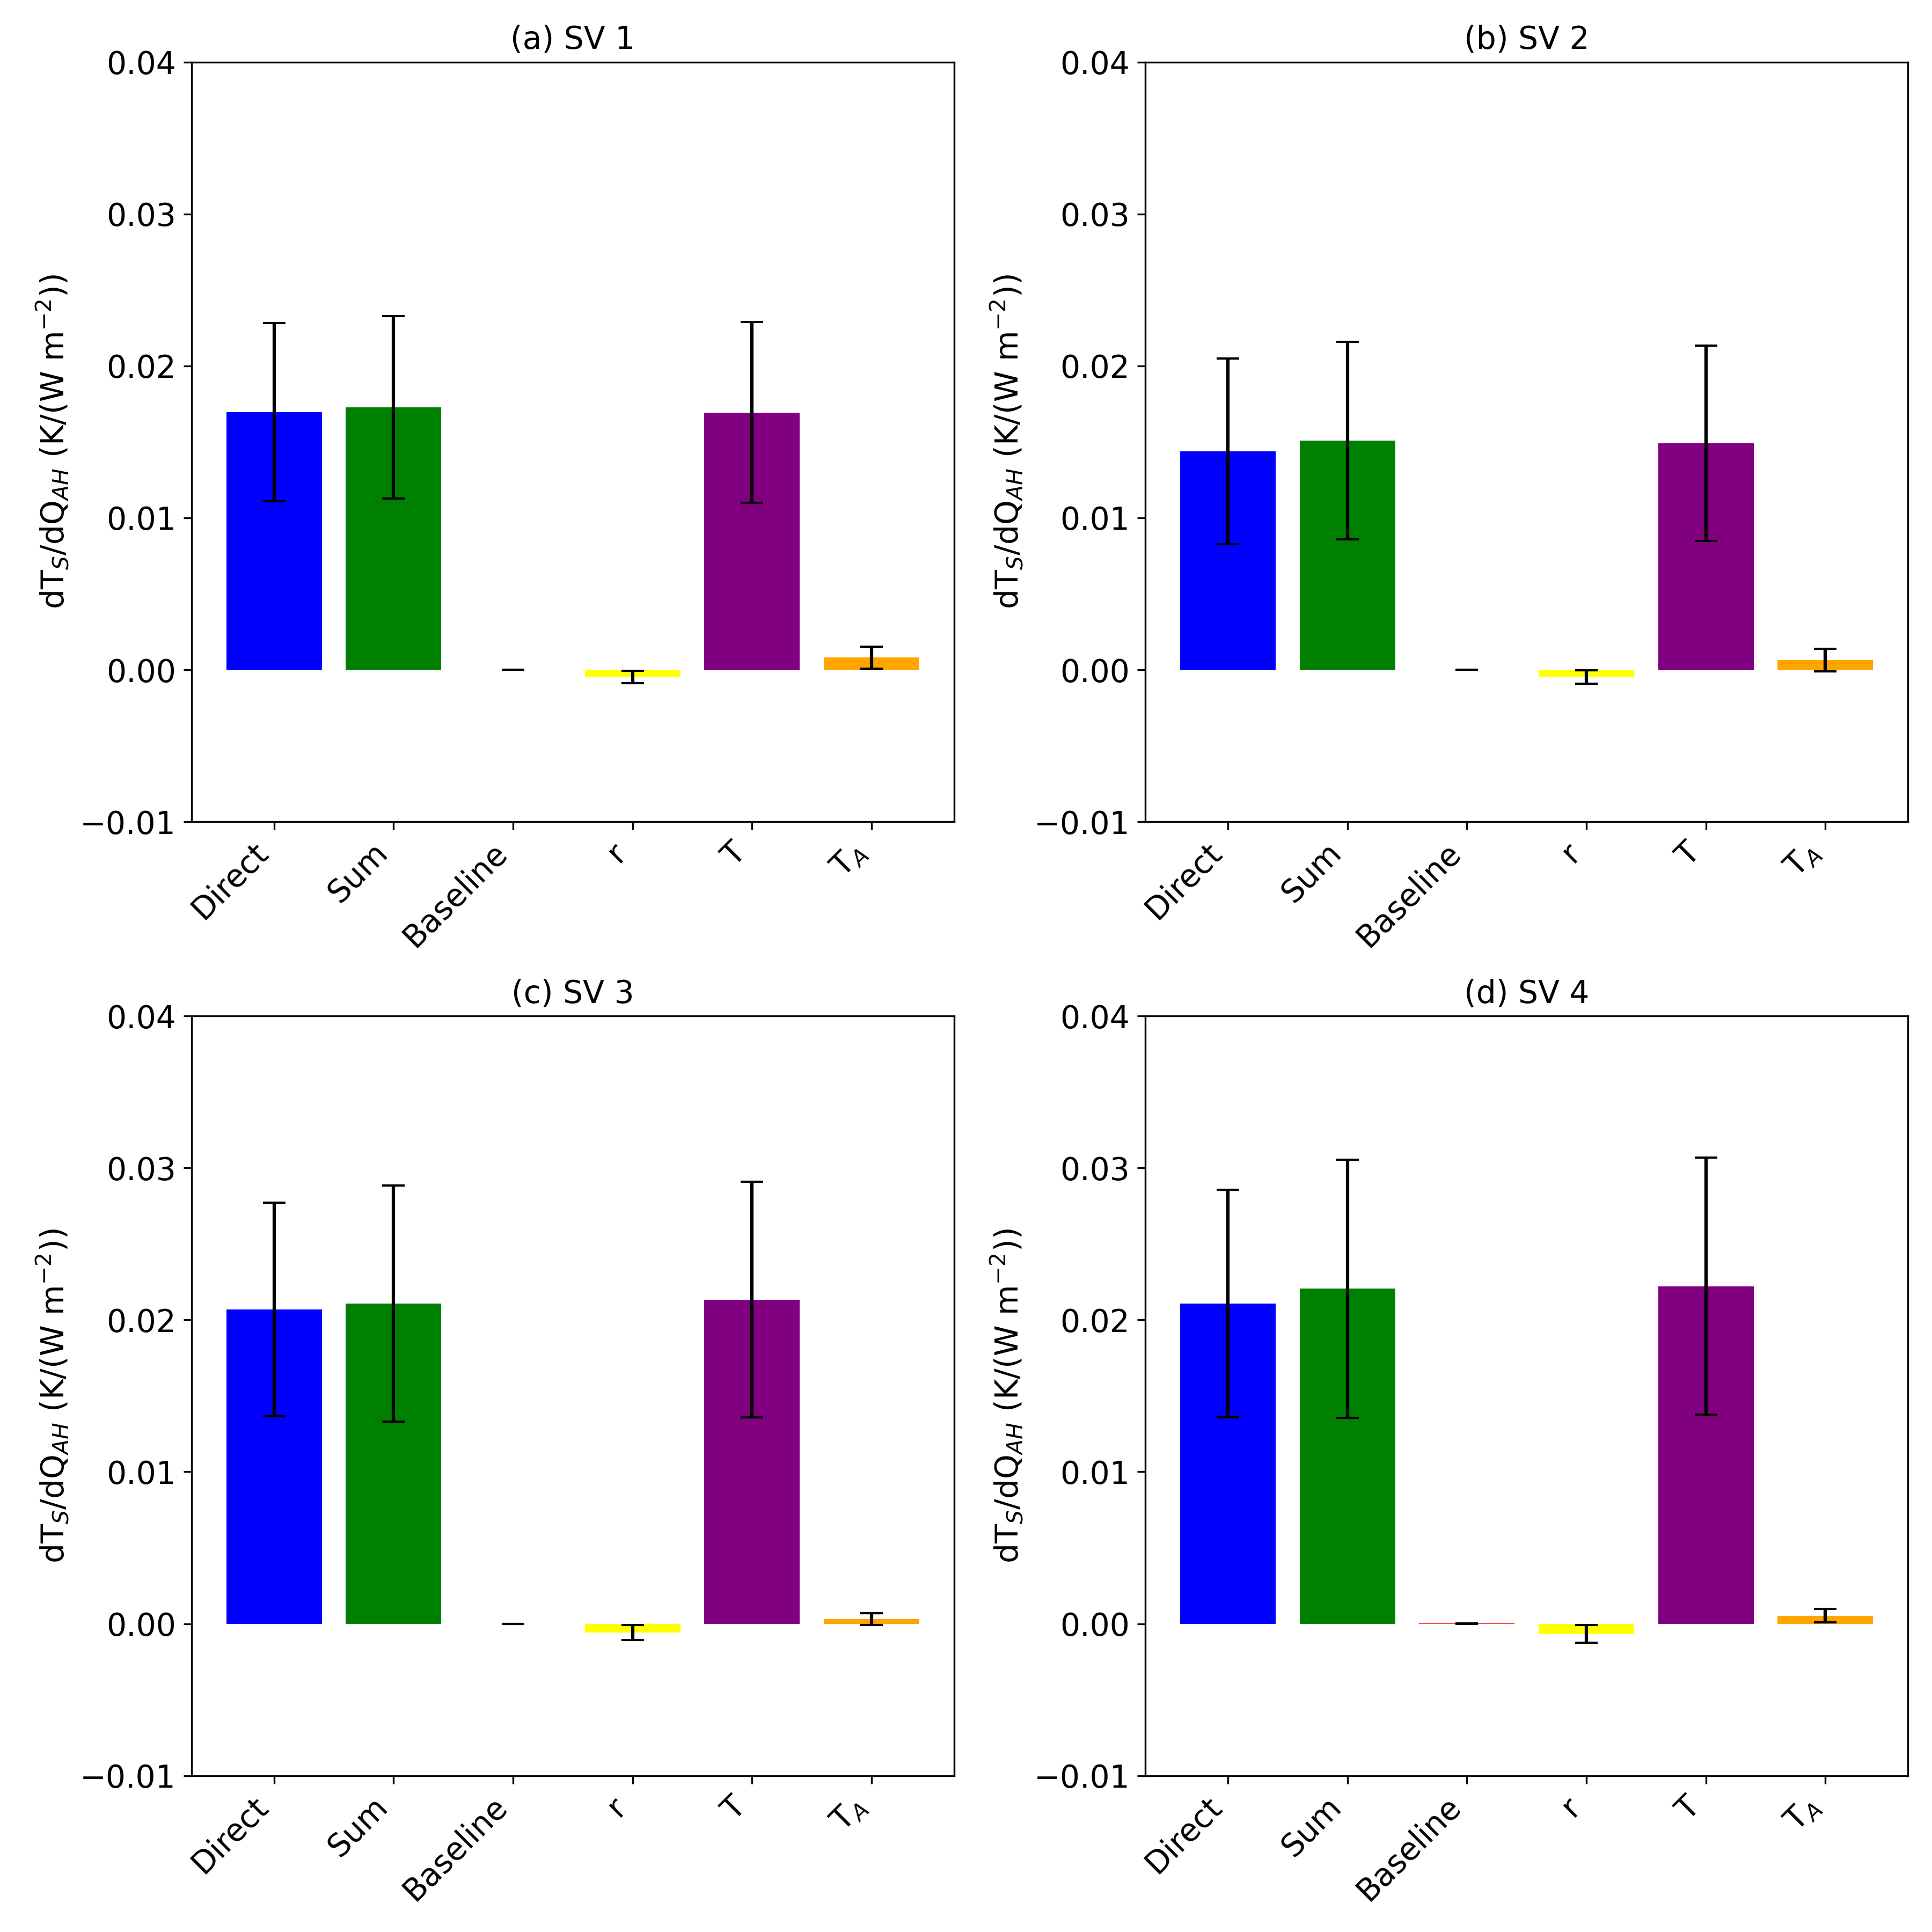 (a) SV 1
0.04
0.03
0.02
0.01
0.00
−0.01
dT_S/dQ_AH (K/(W m⁻²))
Direct
Sum
Baseline
r
T
T_A
(b) SV 2
0.04
0.03
0.02
0.01
0.00
−0.01
dT_S/dQ_AH (K/(W m⁻²))
Direct
Sum
Baseline
r
T
T_A
(c) SV 3
0.04
0.03
0.02
0.01
0.00
−0.01
dT_S/dQ_AH (K/(W m⁻²))
Direct
Sum
Baseline
r
T
T_A
(d) SV 4
0.04
0.03
0.02
0.01
0.00
−0.01
dT_S/dQ_AH (K/(W m⁻²))
Direct
Sum
Baseline
r
T
T_A